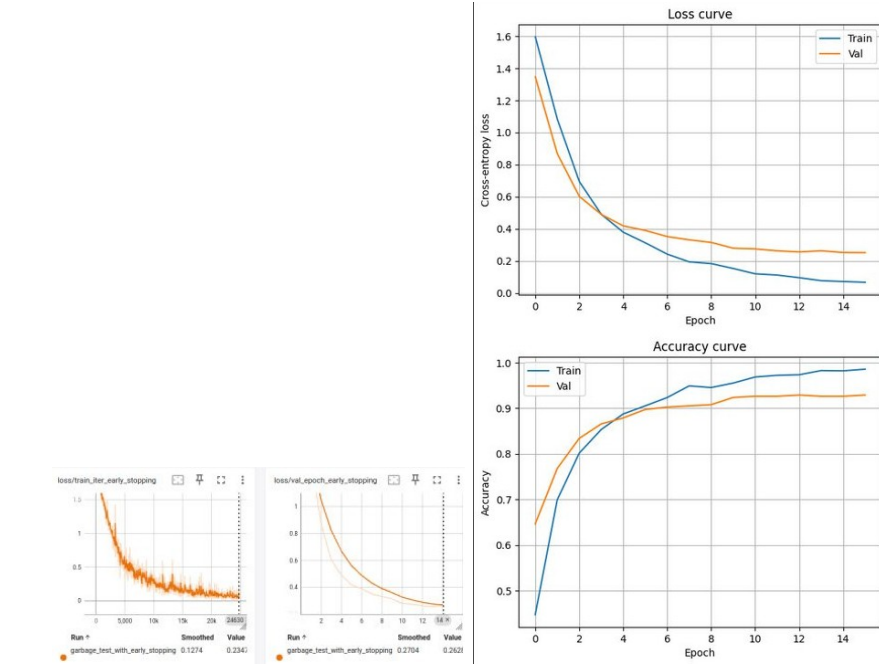 Loss curve
Train
Val
1.6
1.4
1.2
1.0
0.8
0.6
0.4
0.2
0.0
Cross-entropy loss
0 2 4 6 8 10 12 14
Epoch
Accuracy curve
Train
Val
1.0
0.9
0.8
0.7
0.6
0.5
Accuracy
0 2 4 6 8 10 12 14
Epoch
loss/train_iter_early_stopping
1
0.5
0
0 5,000 10k 15k 20k
Run ↑ Smoothed Value
garbage_test_with_early_stopping 0.1274 0.2347
loss/val_epoch_early_stopping
1
0.8
0.6
0.4
2 4 6 8 10 12 14
Run ↑ Smoothed Value
garbage_test_with_early_stopping 0.2704 0.2628